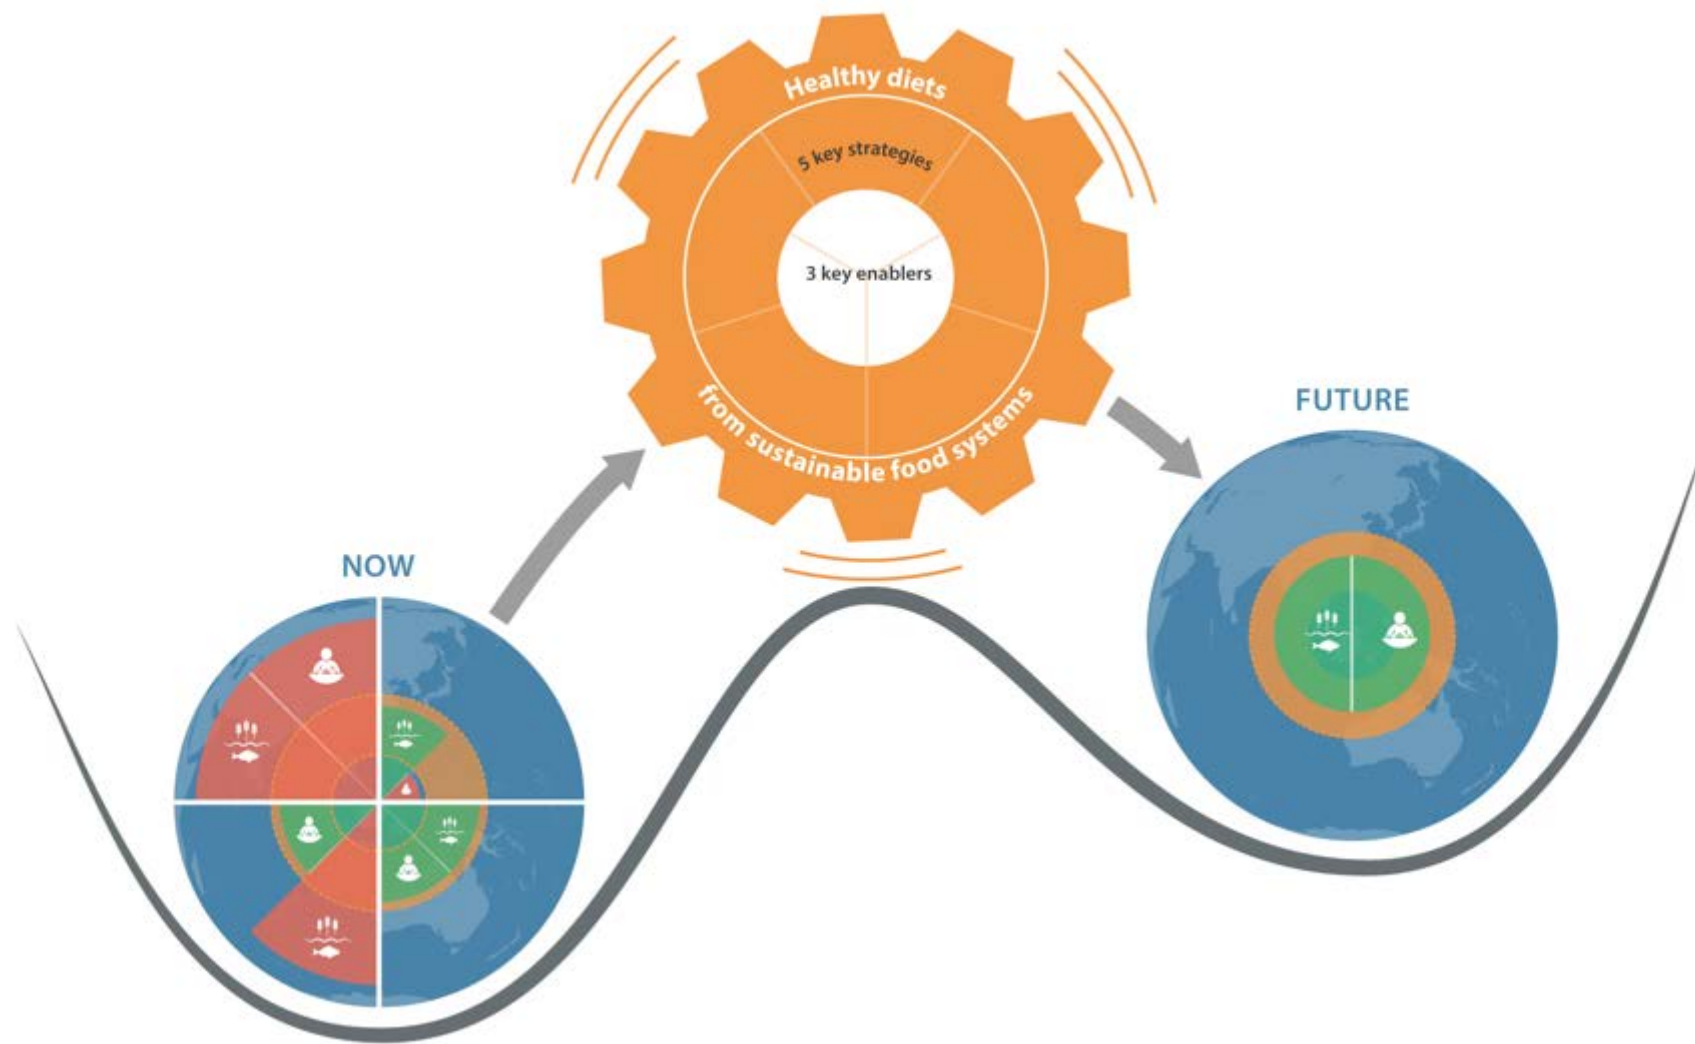 Healthy diets
5 key strategies
3 key enablers
from sustainable food systems
FUTURE
NOW